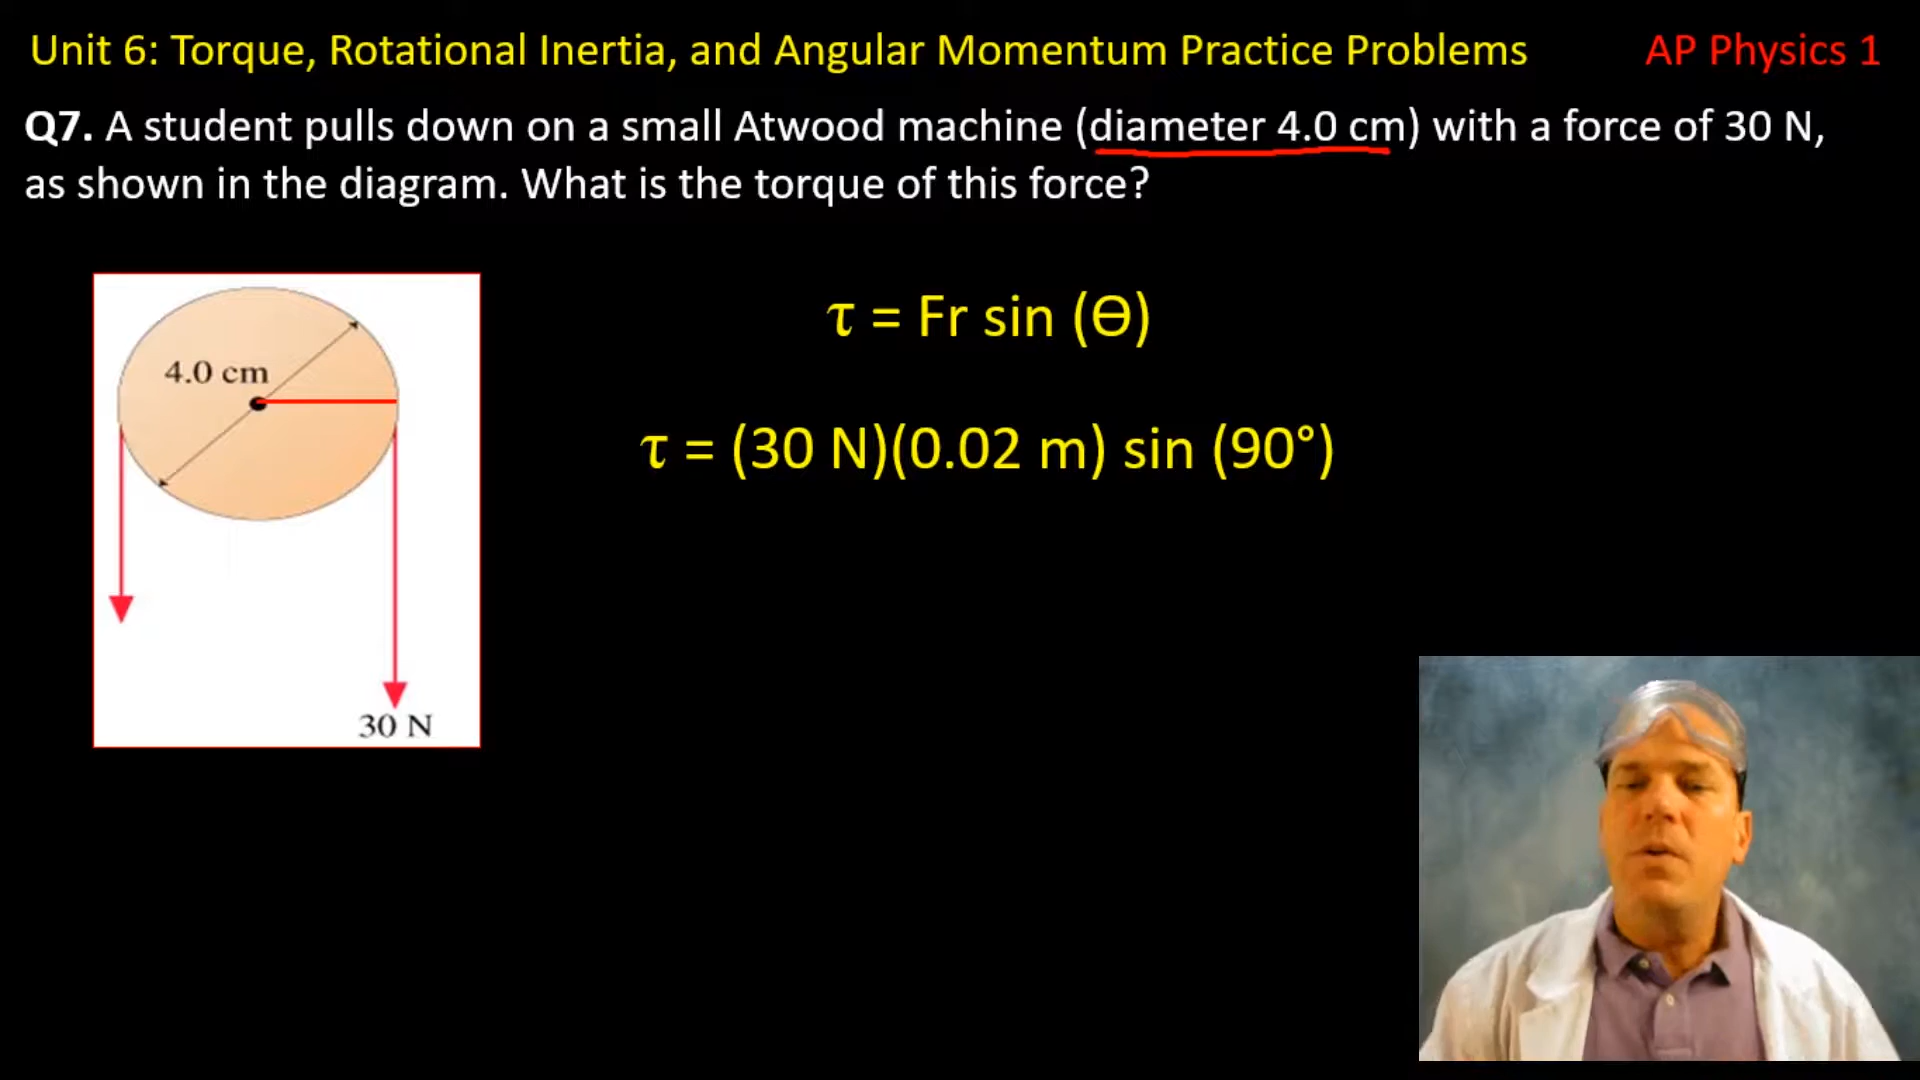 Unit 6: Torque, Rotational Inertia, and Angular Momentum Practice Problems
AP Physics 1
Q7. A student pulls down on a small Atwood machine (diameter 4.0 cm) with a force of 30 N,
as shown in the diagram. What is the torque of this force?
τ = Fr sin (Θ)
4.0 cm
τ = (30 N)(0.02 m) sin (90°)
30 N